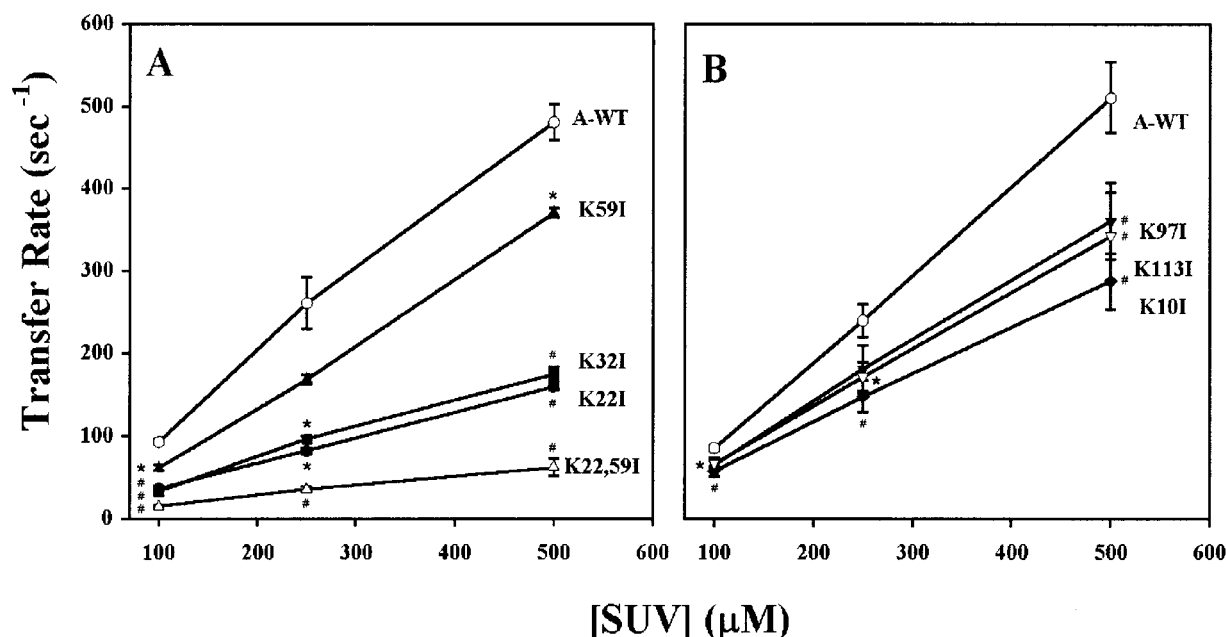 600
500
400
300
200
100
0
Transfer Rate (sec⁻¹)
A
A-WT
*
K59I
#
K32I
K22I
#
*
*
#
K22,59I
*
#
#
#
#
100
200
300
400
500
600
B
A-WT
#
#
K97I
K113I
#
K10I
*
#
*
#
100
200
300
400
500
600
[SUV] (μM)